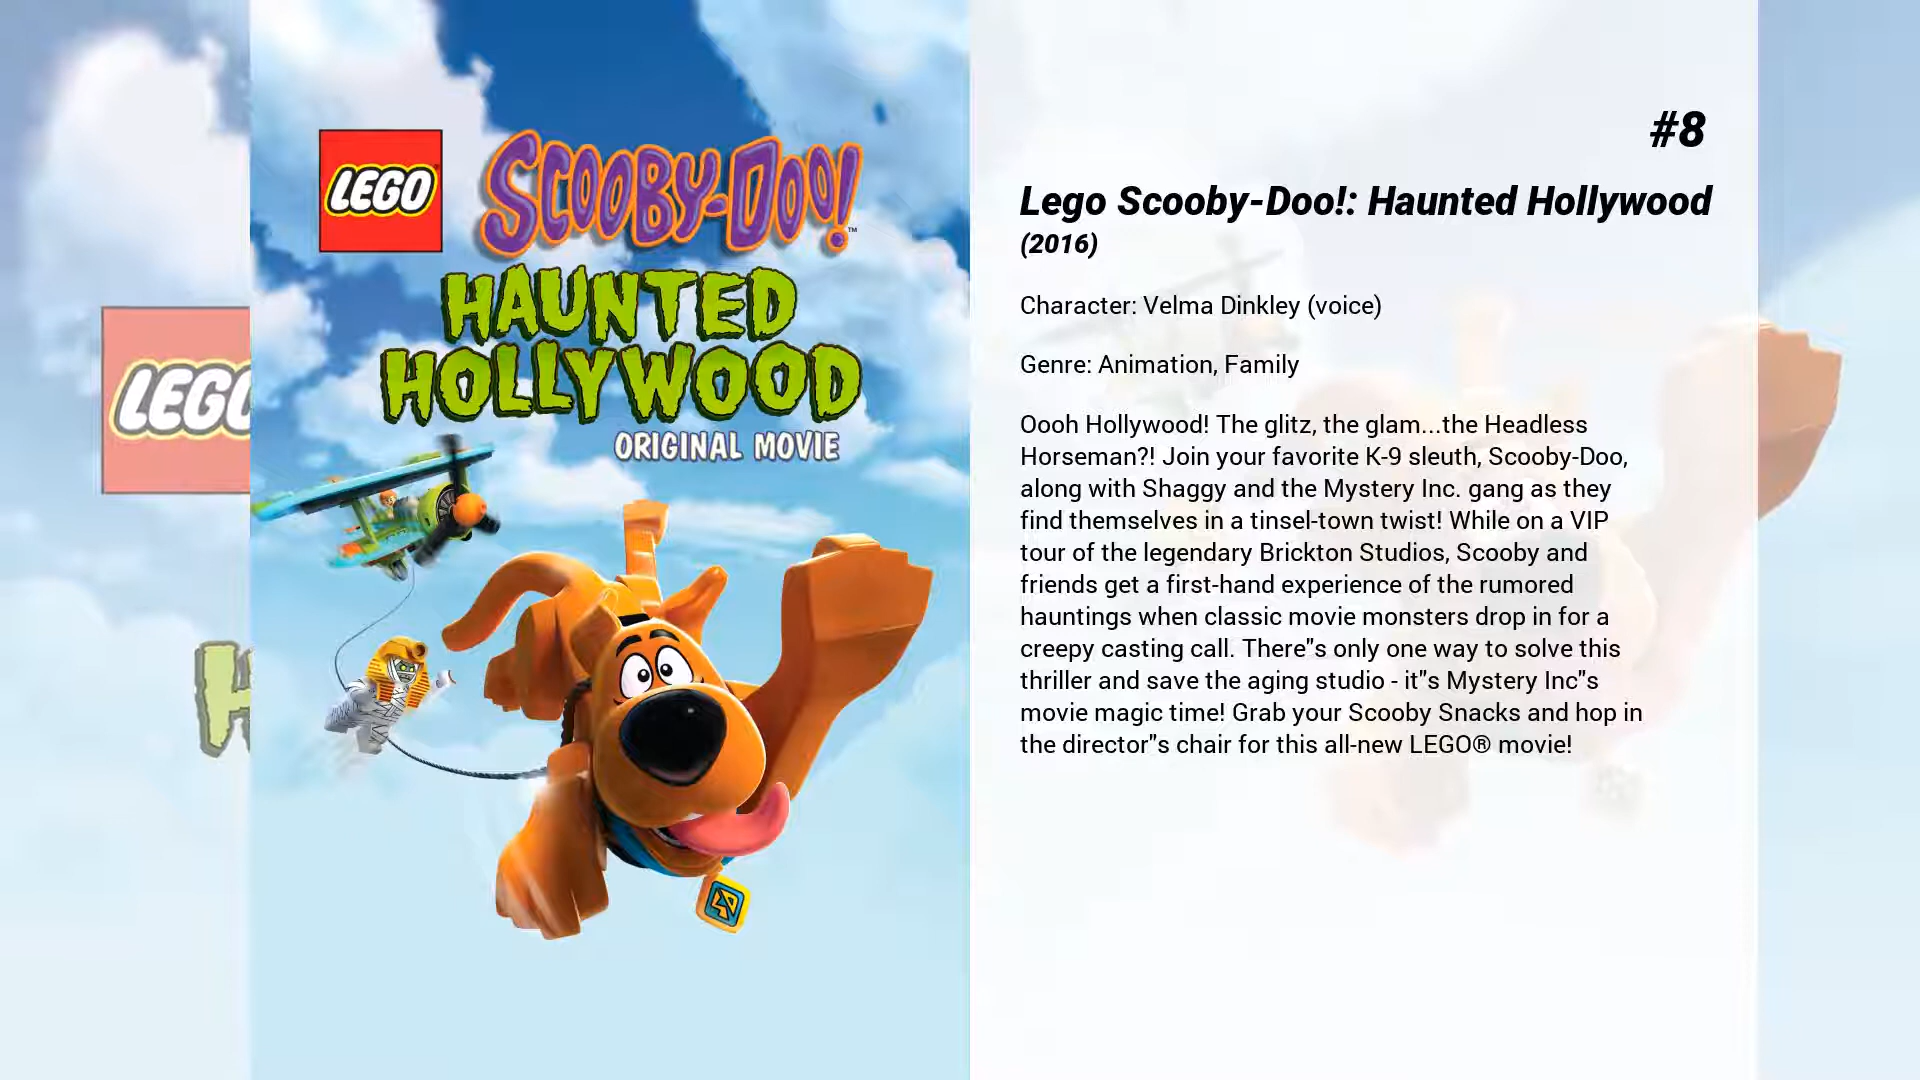 LEGO
SCOOBY-DOO!™
HAUNTED
HOLLYWOOD
ORIGINAL MOVIE
LEGO
H
SD
#8
Lego Scooby-Doo!: Haunted Hollywood
(2016)
Character: Velma Dinkley (voice)
Genre: Animation, Family
Oooh Hollywood! The glitz, the glam...the Headless
Horseman?! Join your favorite K-9 sleuth, Scooby-Doo,
along with Shaggy and the Mystery Inc. gang as they
find themselves in a tinsel-town twist! While on a VIP
tour of the legendary Brickton Studios, Scooby and
friends get a first-hand experience of the rumored
hauntings when classic movie monsters drop in for a
creepy casting call. There"s only one way to solve this
thriller and save the aging studio - it"s Mystery Inc"s
movie magic time! Grab your Scooby Snacks and hop in
the director"s chair for this all-new LEGO® movie!